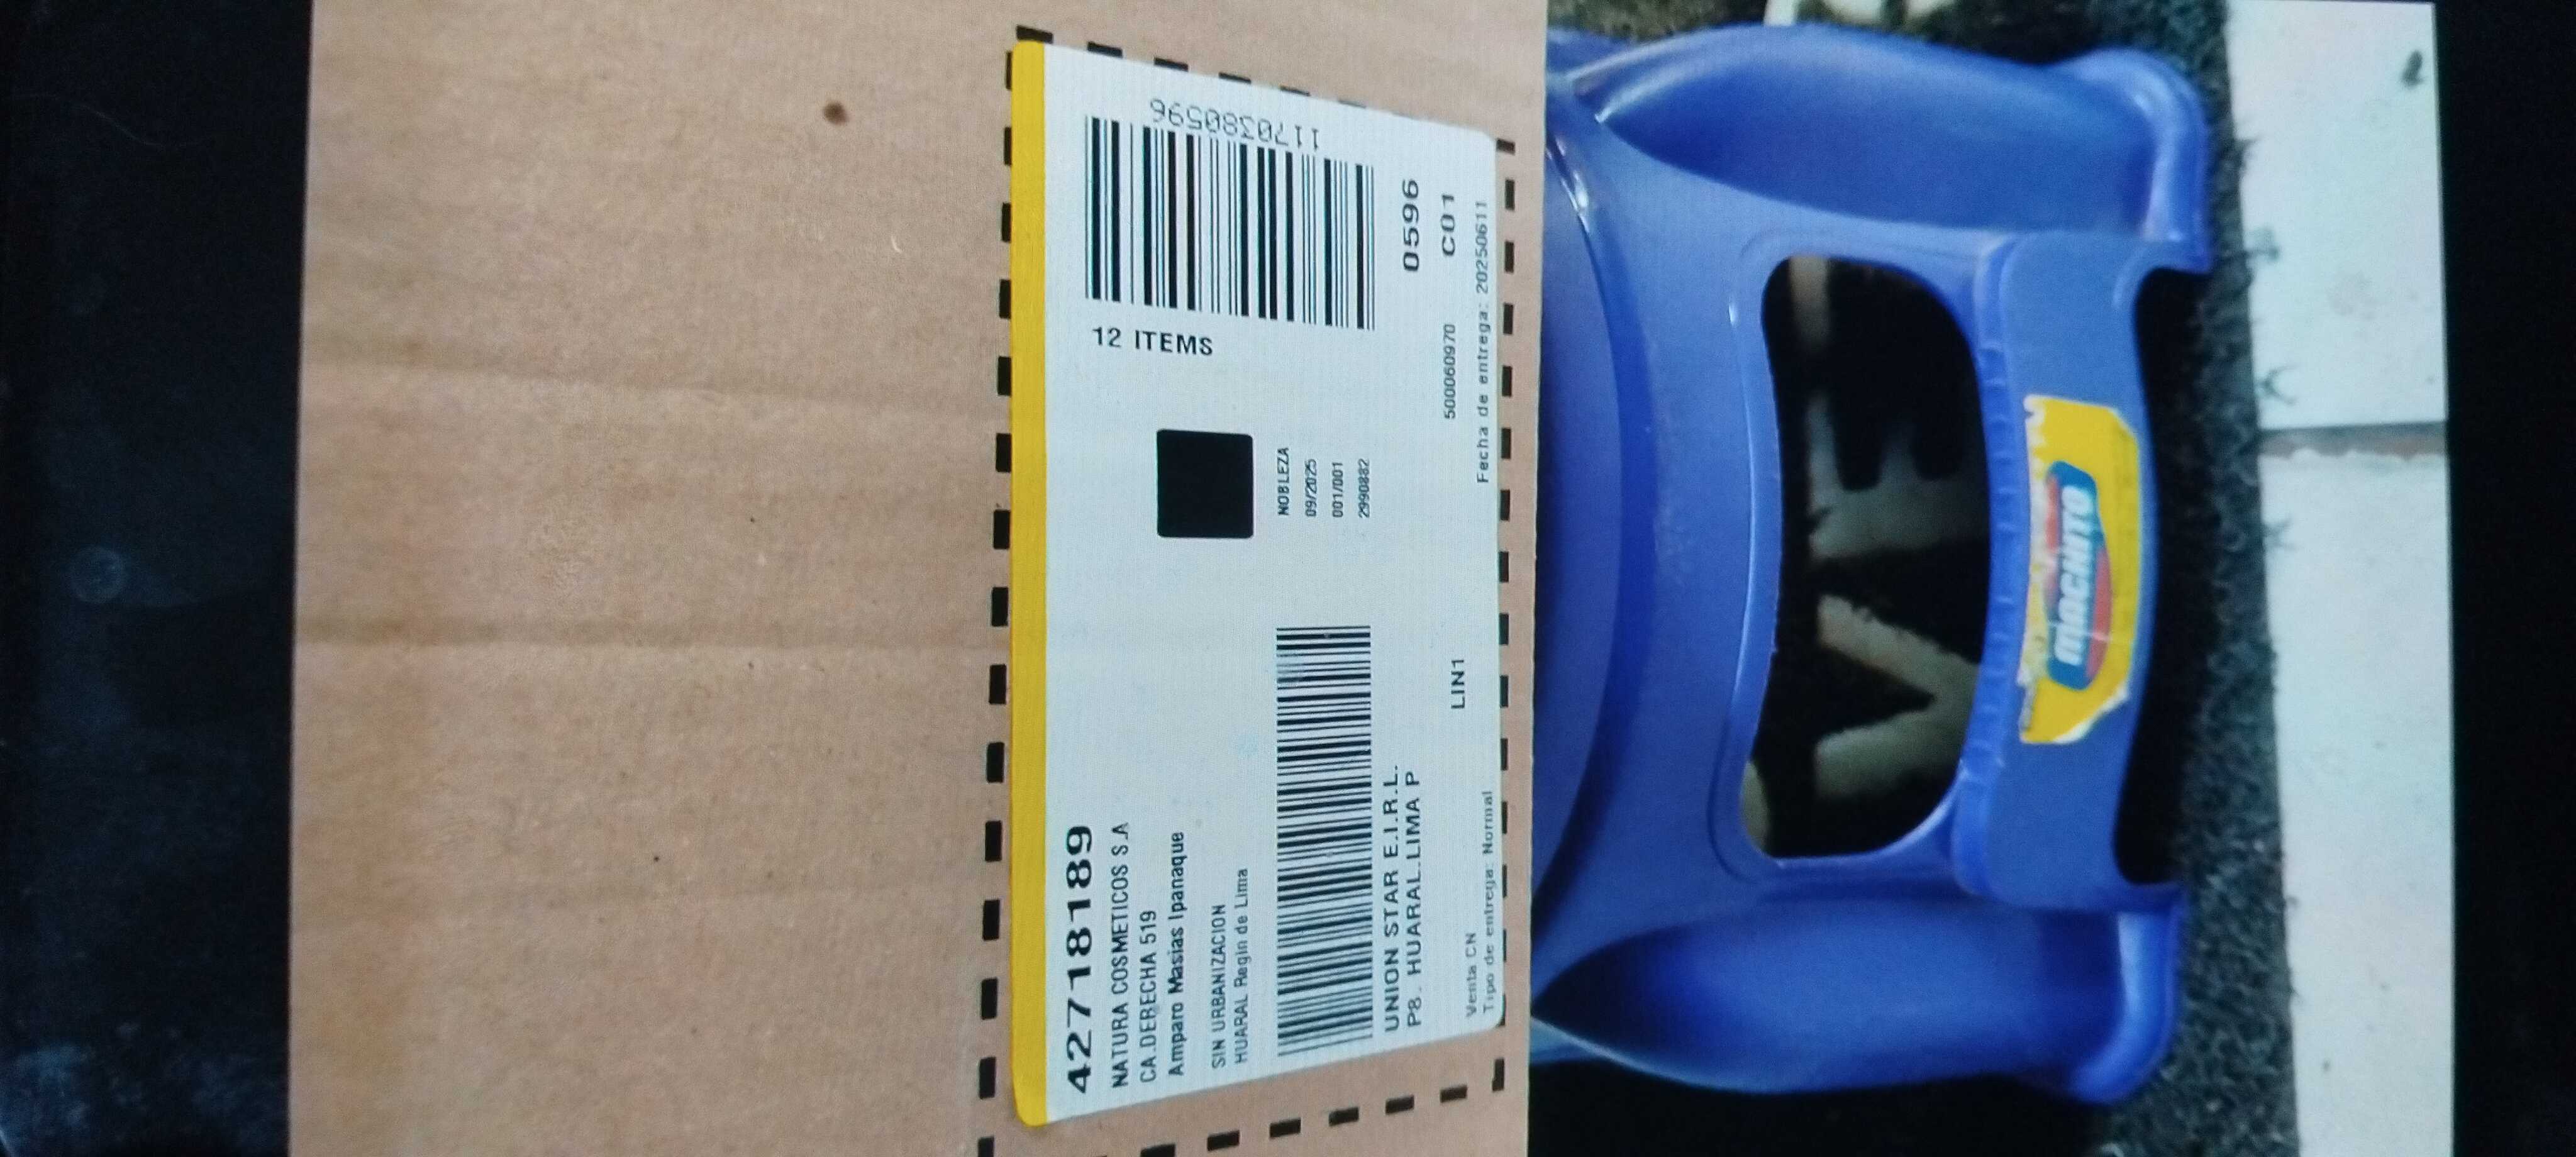 42718189
NATURA COSMETICOS S.A
CA.DERECHA 519
Amparo Masias Ipanaque
SIN URBANIZACION
HUARAL Regin de Lima
UNION STAR E.I.R.L.
P8. HUARAL.LIMA P
Venta CN
LIN1
Tipo de entrega: Normal
NOBLEZA
09/2025
001/001
2990882
12 ITEMS
1170380596
05596
500060970
C01
Fecha de entrega: 20250611
MACHITO